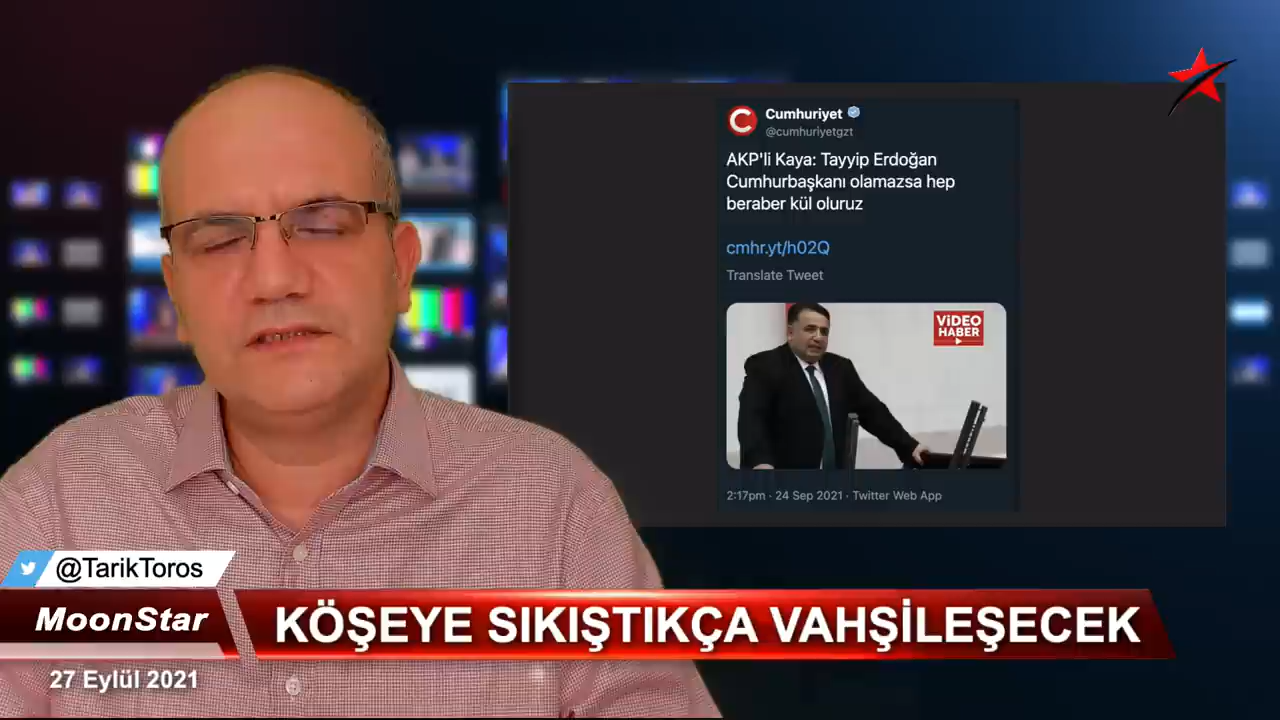 Cumhuriyet
@cumhuriyetgzt
AKP'li Kaya: Tayyip Erdoğan
Cumhurbaşkanı olamazsa hep
beraber kül oluruz
cmhr.yt/h02Q
Translate Tweet
VİDEO
HABER
2:17pm · 24 Sep 2021 · Twitter Web App
@TarikToros
MoonStar
KÖŞEYE SIKIŞTIKÇA VAHŞİLEŞECEK
27 Eylül 2021